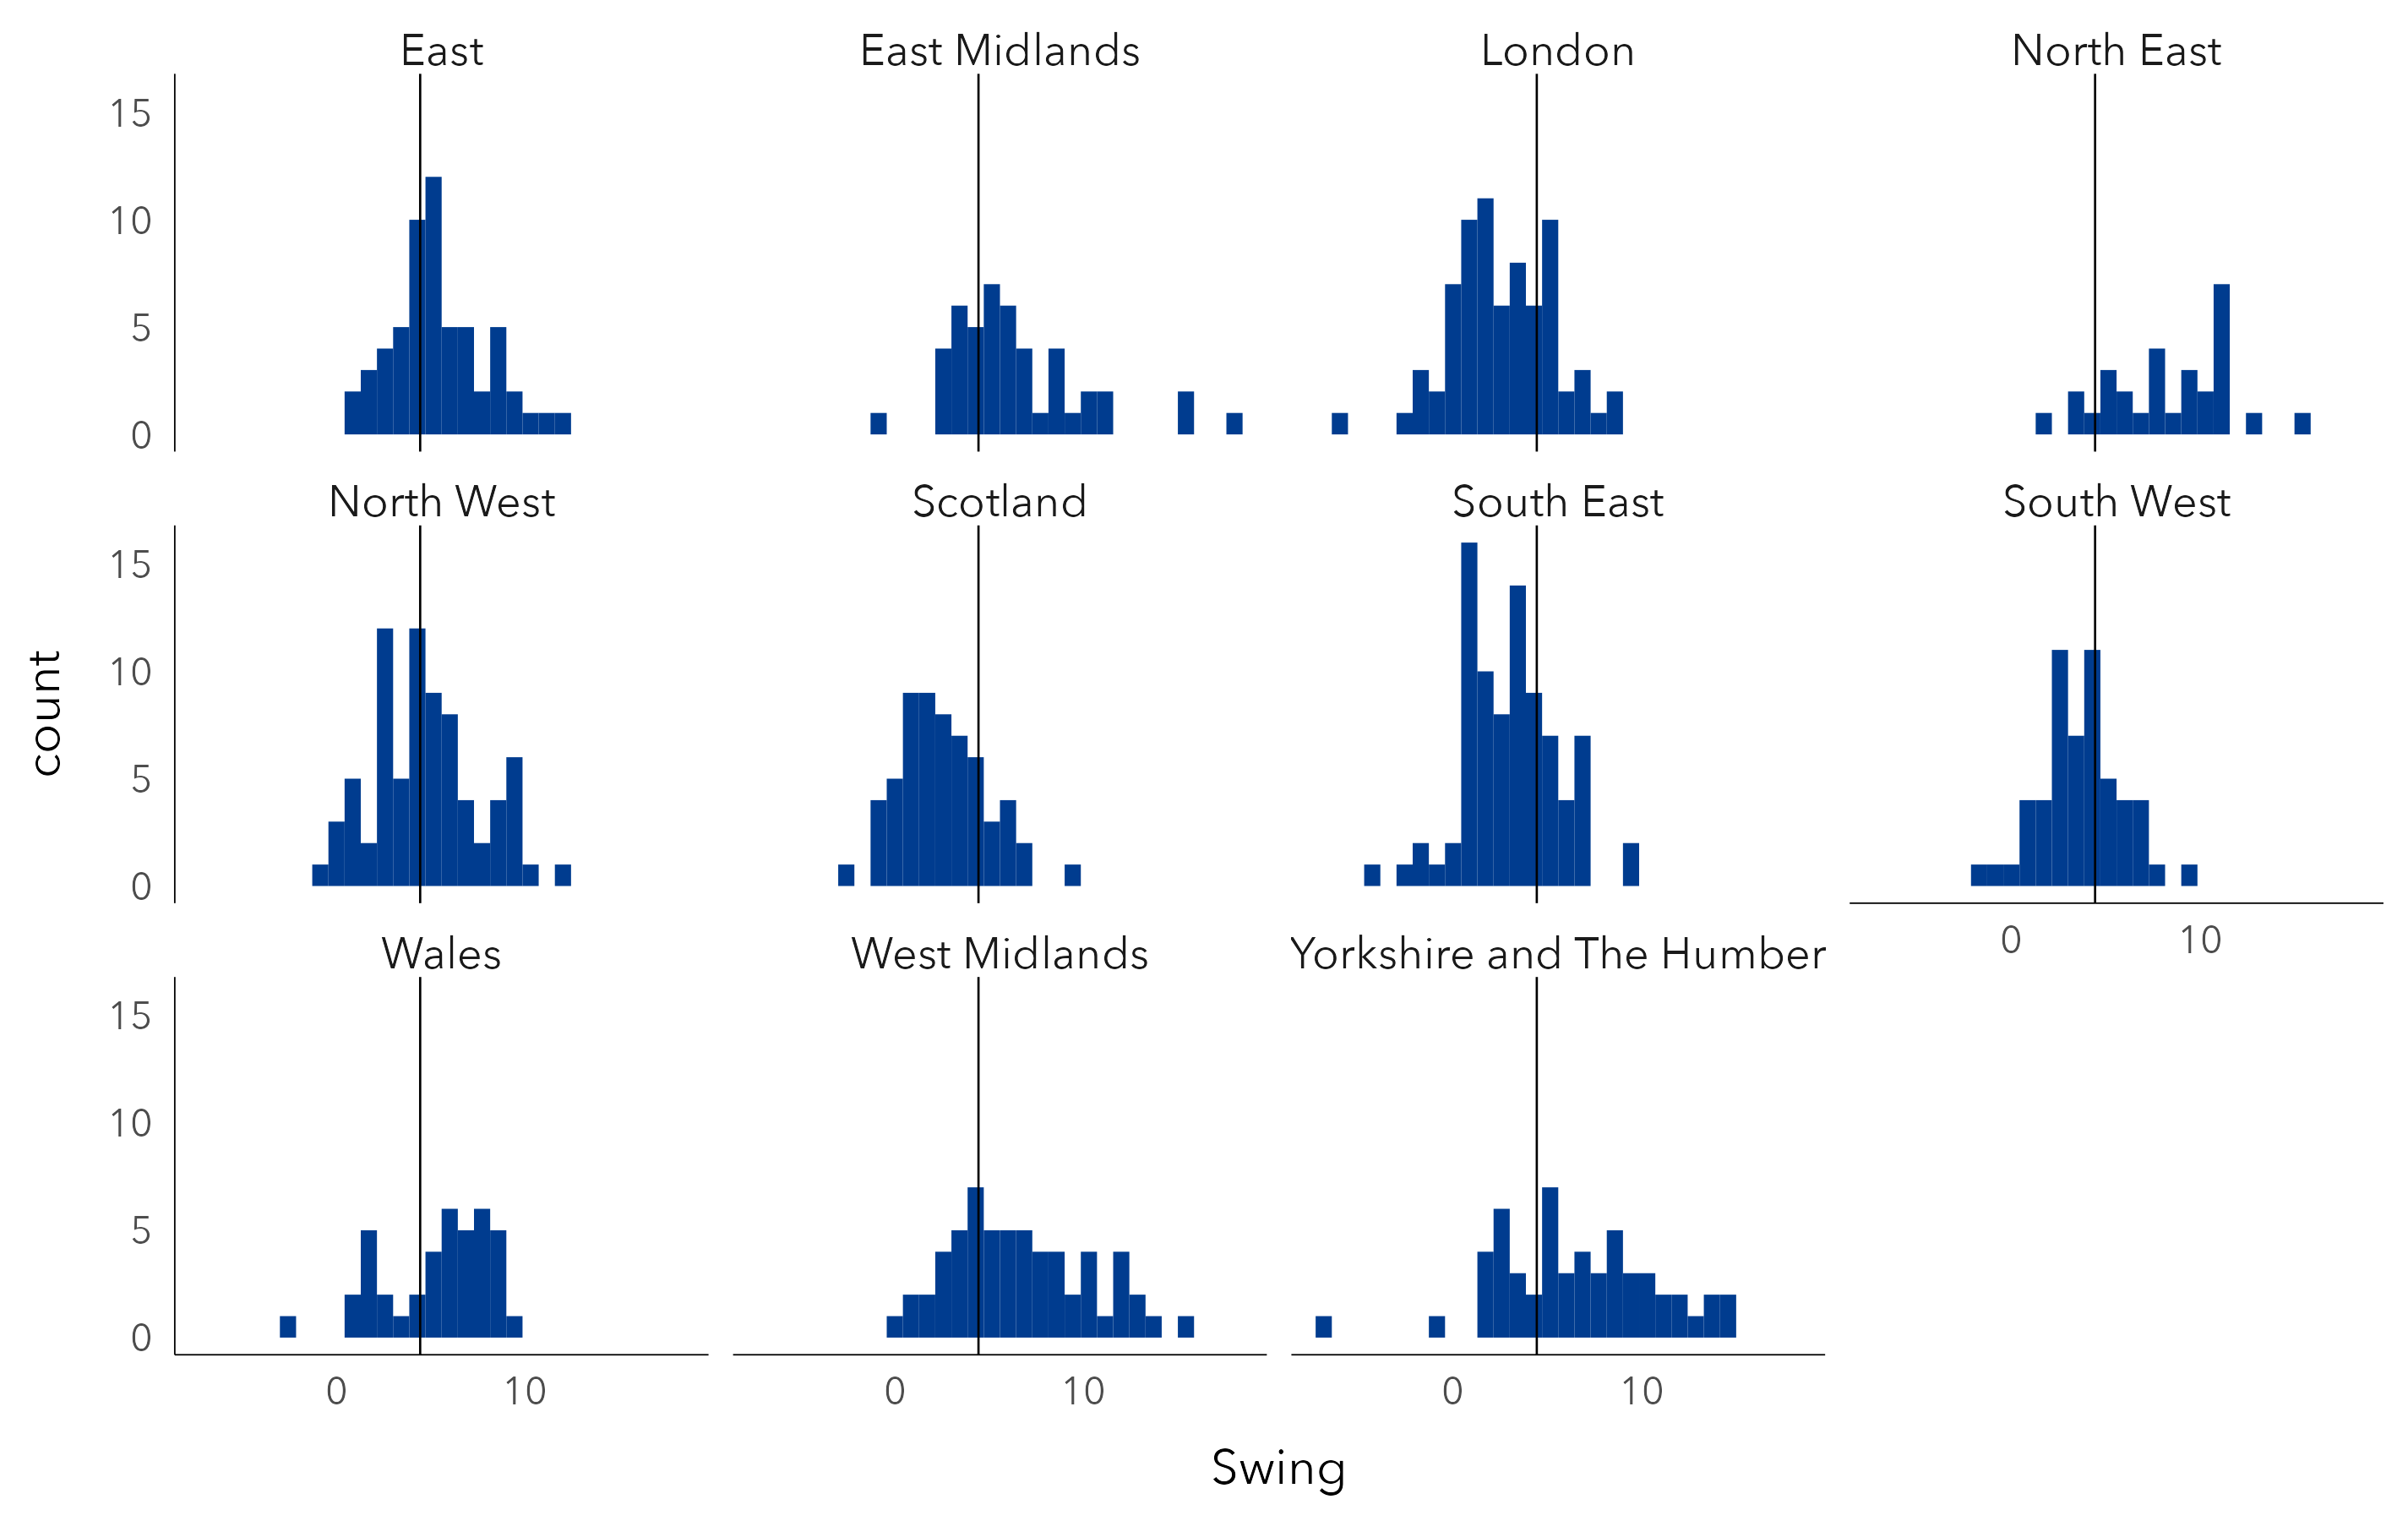 East
East Midlands
London
North East
15
10
5
0
North West
Scotland
South East
South West
15
10
5
0
0 10
count
Wales
West Midlands
Yorkshire and The Humber
15
10
5
0
0 10
0 10
0 10
Swing